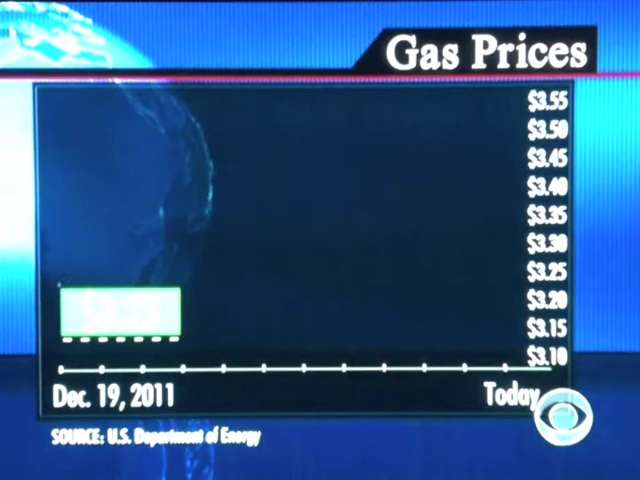 Gas Prices
$3.55
$3.50
$3.45
$3.40
$3.35
$3.30
$3.25
$3.20
$3.15
$3.10
Dec. 19, 2011
Today
SOURCE: U.S. Department of Energy